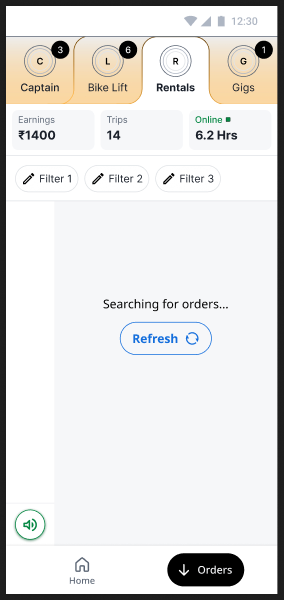 12:30
C 3 L 6 R G 1
Captain Bike Lift Rentals Gigs
Earnings Trips Online
₹1400 14 6.2 Hrs
Filter 1 Filter 2 Filter 3
Searching for orders...
Refresh
Home Orders